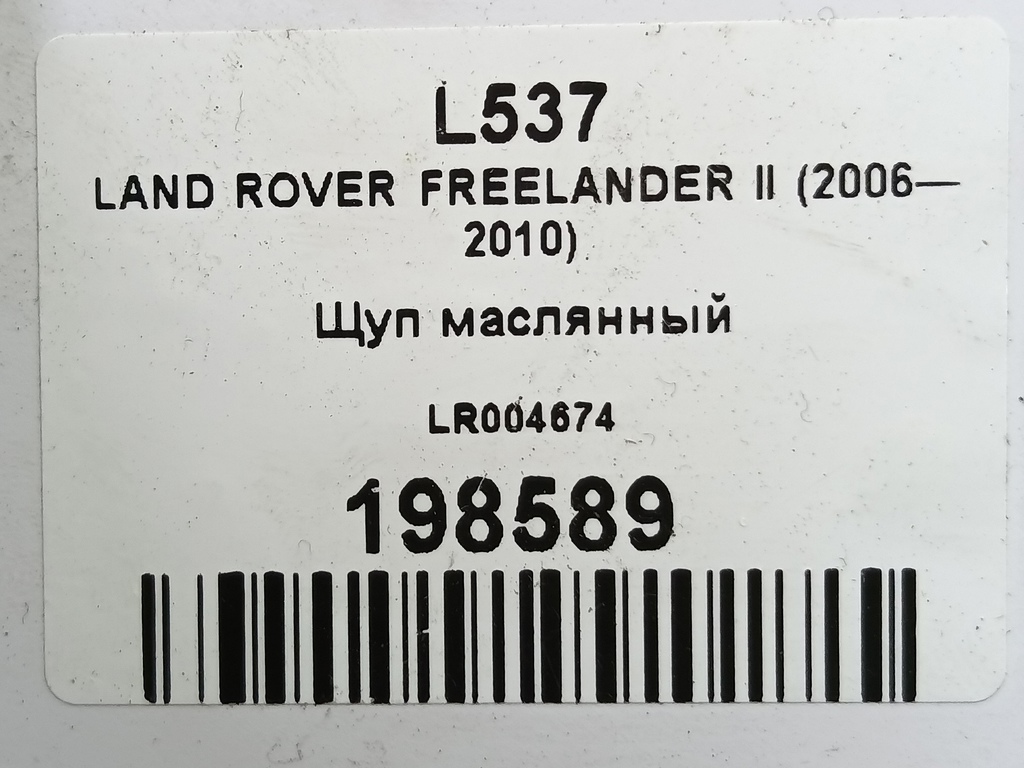 L537
LAND ROVER FREELANDER II (2006—
2010)
Щуп маслянный
LR004674
198589